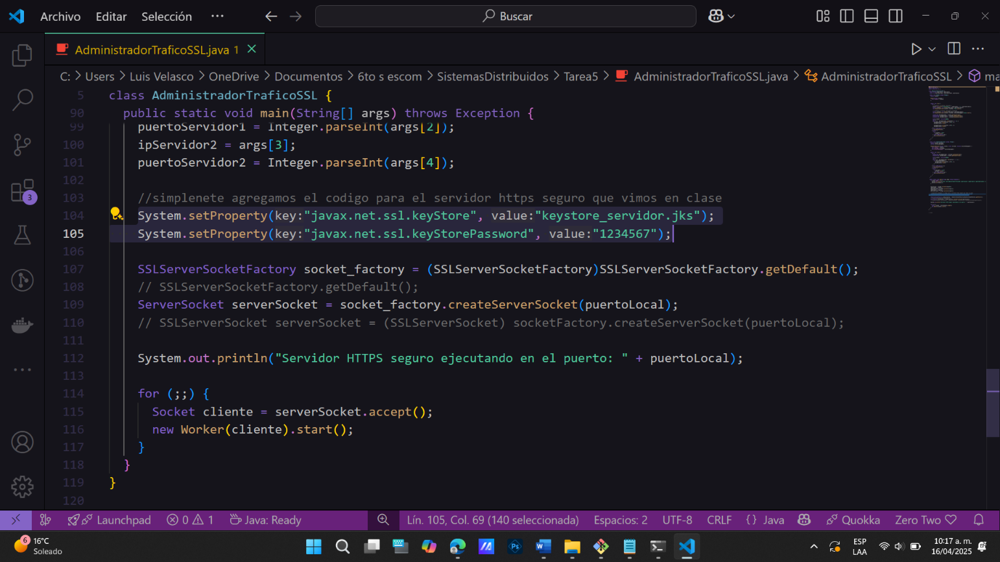 Archivo Editar Selección ··· Buscar
AdministradorTraficoSSL.java 1
C: > Users > Luis Velasco > OneDrive > Documentos > 6to s escom > SistemasDistribuidos > Tarea5 > AdministradorTraficoSSL.java > AdministradorTraficoSSL > ma
5 class AdministradorTraficoSSL {
90 public static void main(String[] args) throws Exception {
99 puertoServidor1 = Integer.parseInt(args[2]);
100 ipServidor2 = args[3];
101 puertoServidor2 = Integer.parseInt(args[4]);
102
103 //simplenete agregamos el codigo para el servidor https seguro que vimos en clase
104 System.setProperty(key:"javax.net.ssl.keyStore", value:"keystore_servidor.jks");
105 System.setProperty(key:"javax.net.ssl.keyStorePassword", value:"1234567");
106
107 SSLServerSocketFactory socket_factory = (SSLServerSocketFactory)SSLServerSocketFactory.getDefault();
108 // SSLServerSocketFactory.getDefault();
109 ServerSocket serverSocket = socket_factory.createServerSocket(puertoLocal);
110 // SSLServerSocket serverSocket = (SSLServerSocket) socketFactory.createServerSocket(puertoLocal);
111
112 System.out.println("Servidor HTTPS seguro ejecutando en el puerto: " + puertoLocal);
113
114 for (;;) {
115 Socket cliente = serverSocket.accept();
116 new Worker(cliente).start();
117 }
118 }
119 }
120
3
Launchpad 0 1 Java: Ready Lín. 105, Col. 69 (140 seleccionada) Espacios: 2 UTF-8 CRLF {} Java Quokka Zero Two
6 16°C
Soleado
Ps
ESP
LAA
10:17 a. m.
16/04/2025